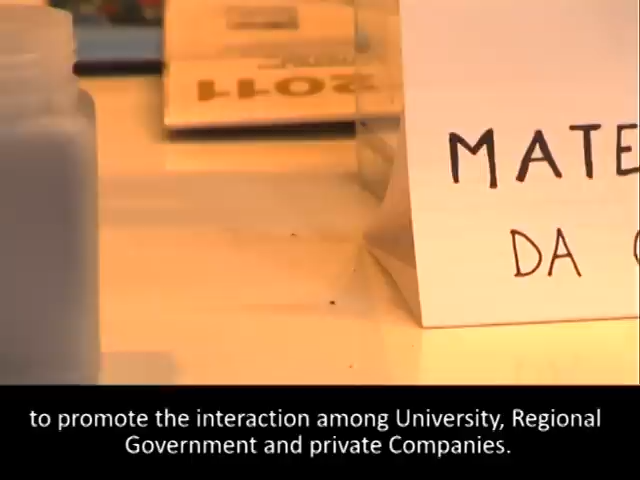 2011
MATE
DA
to promote the interaction among University, Regional
Government and private Companies.